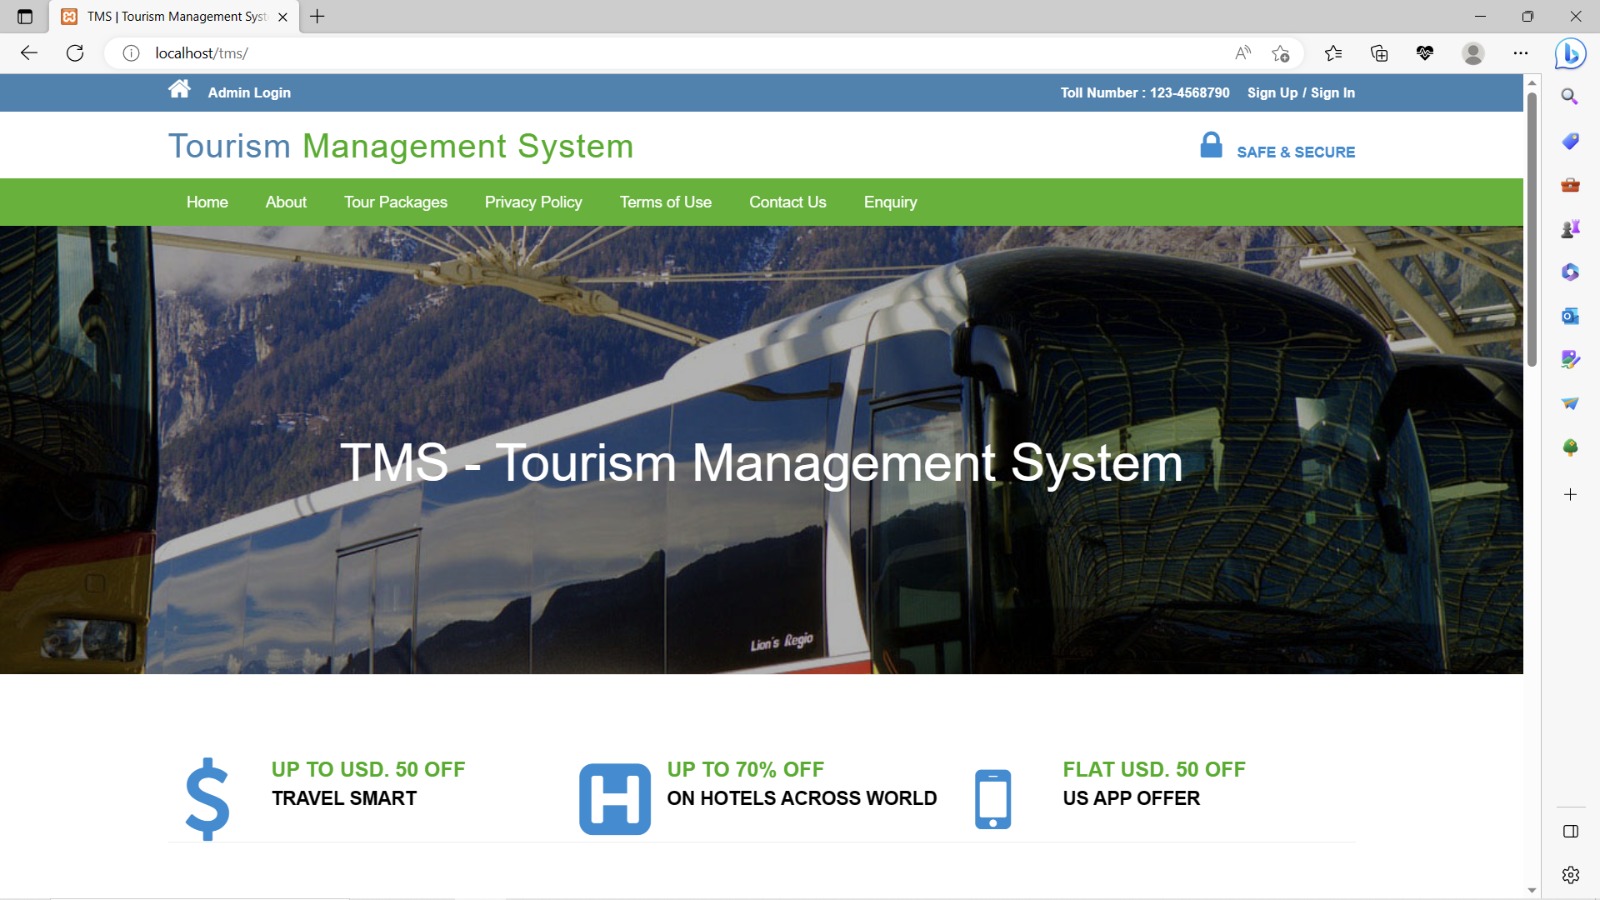 TMS | Tourism Management Syst
localhost/tms/
Admin Login
Toll Number : 123-4568790
Sign Up / Sign In
Tourism Management System
SAFE & SECURE
Home
About
Tour Packages
Privacy Policy
Terms of Use
Contact Us
Enquiry
TMS - Tourism Management System
Lion's Regio
UP TO USD. 50 OFF
TRAVEL SMART
H
UP TO 70% OFF
ON HOTELS ACROSS WORLD
FLAT USD. 50 OFF
US APP OFFER